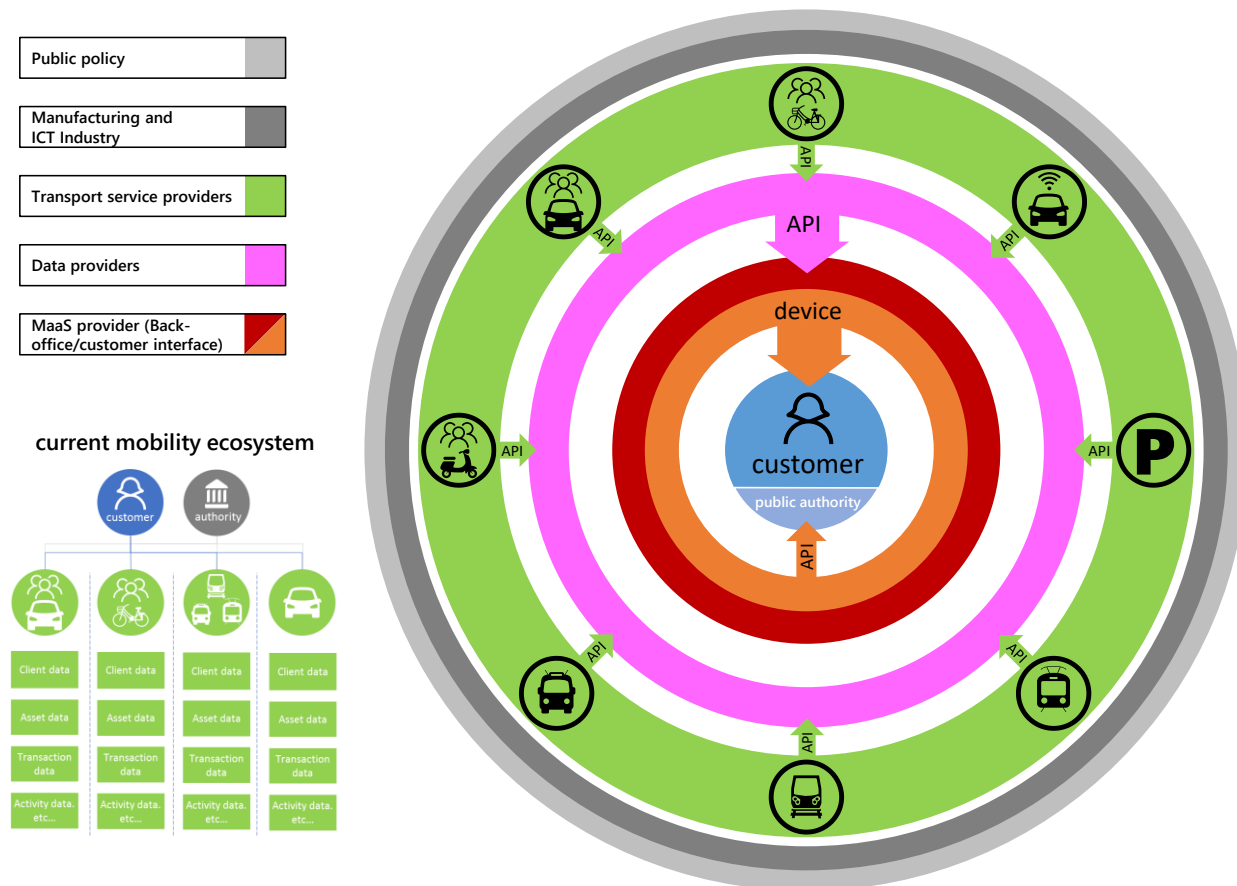 Public policy
Manufacturing and
ICT Industry
Transport service providers
Data providers
MaaS provider (Back-
office/customer interface)
current mobility ecosystem
customer
authority
Client data
Client data
Client data
Client data
Asset data
Asset data
Asset data
Asset data
Transaction
data
Transaction
data
Transaction
data
Transaction
data
Activity data.
etc...
Activity data.
etc...
Activity data.
etc...
Activity data.
etc...
API
API
API
API
device
API
customer
P
API
public authority
API
API
API
API